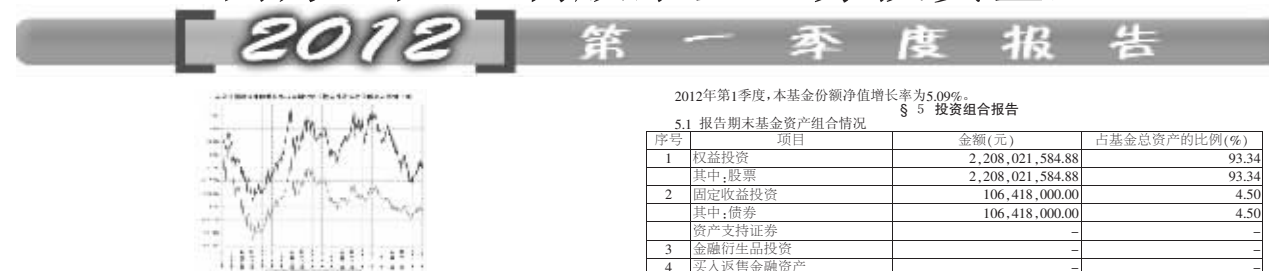 2012 第一季度报告
2012年第1季度,本基金份额净值增长率为5.09%。
§ 5 投资组合报告
5.1 报告期末基金资产组合情况
序号 项目 金额(元) 占基金总资产的比例(%)
1 权益投资 2,208,021,584.88 93.34
其中:股票 2,208,021,584.88 93.34
2 固定收益投资 106,418,000.00 4.50
其中:债券 106,418,000.00 4.50
资产支持证券 – –
3 金融衍生品投资 – –
4 买入返售金融资产 – –